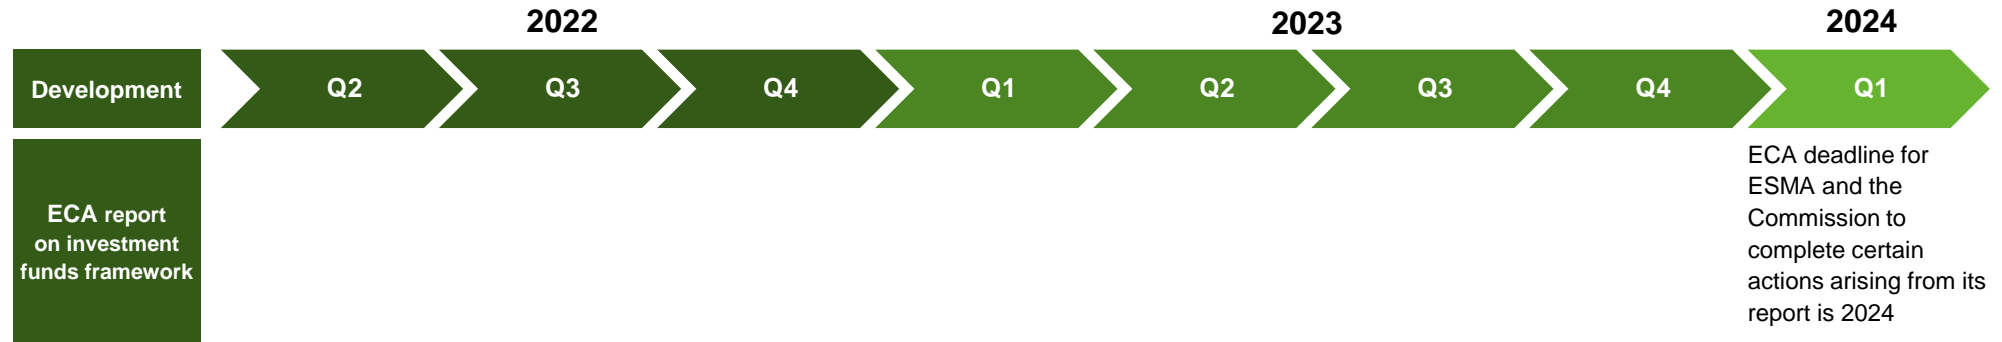 2022
2023
2024
Development
Q2
Q3
Q4
Q1
Q2
Q3
Q4
Q1
ECA report
on investment
funds framework
ECA deadline for
ESMA and the
Commission to
complete certain
actions arising from its
report is 2024